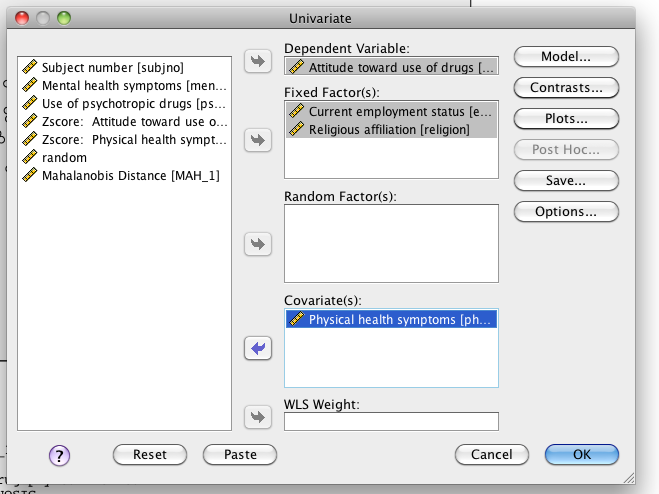 Univariate
Subject number [subjno]
Mental health symptoms [men...
Use of psychotropic drugs [ps...
Zscore: Attitude toward use o...
Zscore: Physical health sympt...
random
Mahalanobis Distance [MAH_1]
Dependent Variable:
Attitude toward use of drugs [...
Fixed Factor(s):
Current employment status [e...
Religious affiliation [religion]
Random Factor(s):
Covariate(s):
Physical health symptoms [ph...
WLS Weight:
Model...
Contrasts...
Plots...
Post Hoc...
Save...
Options...
?
Reset
Paste
Cancel
OK